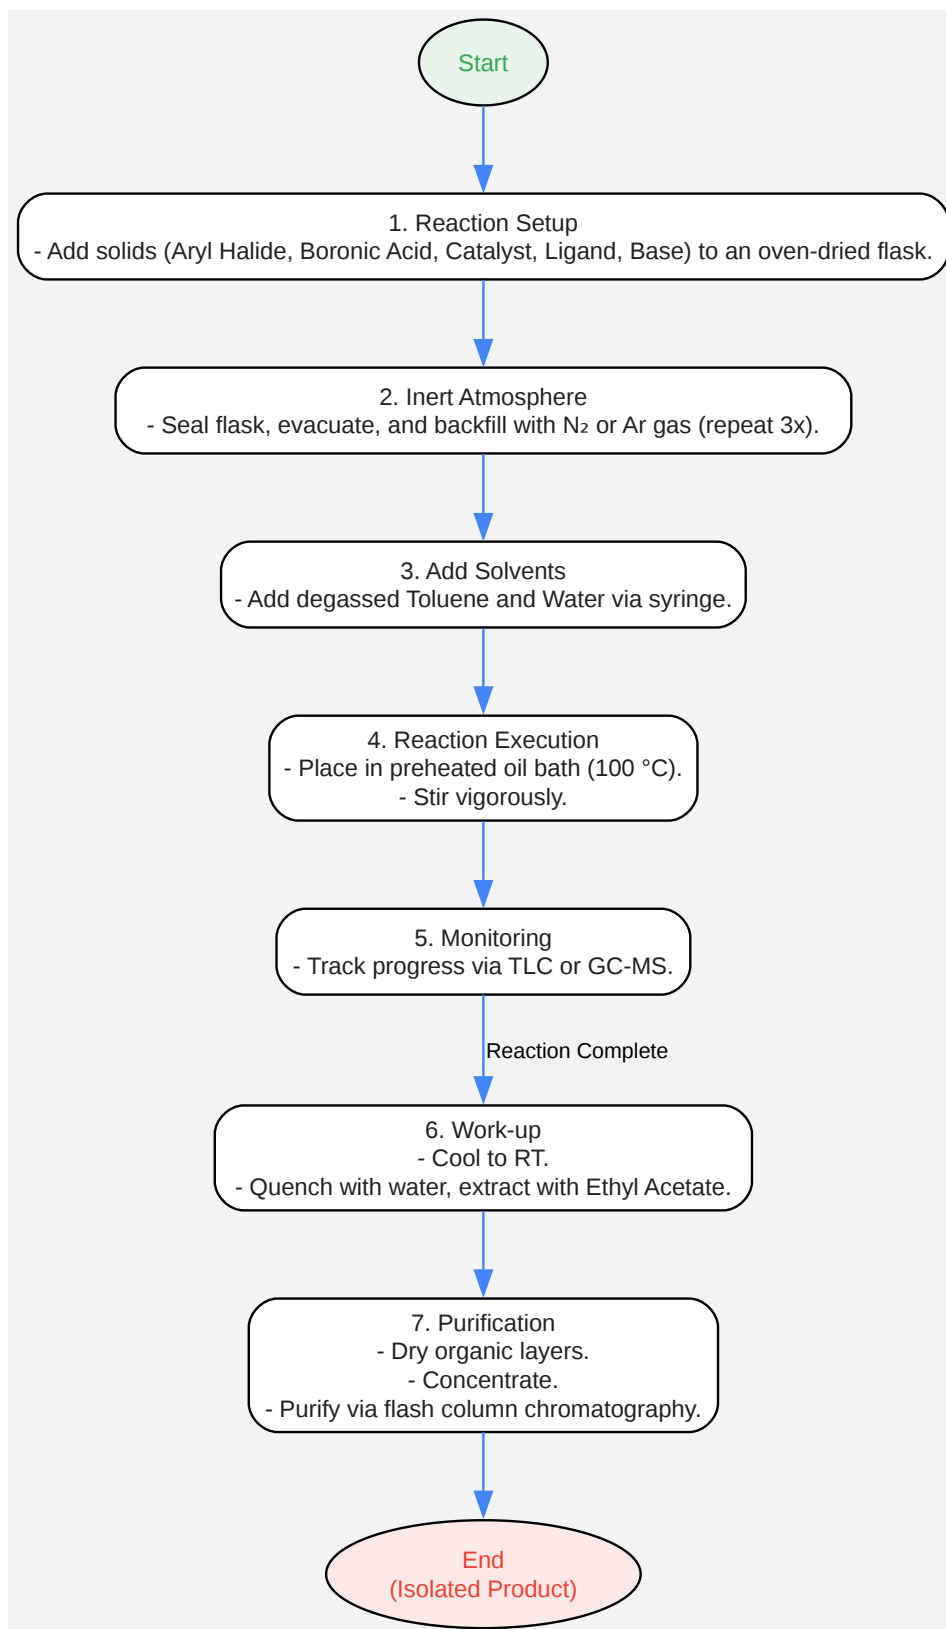 Start
1. Reaction Setup
- Add solids (Aryl Halide, Boronic Acid, Catalyst, Ligand, Base) to an oven-dried flask.
2. Inert Atmosphere
- Seal flask, evacuate, and backfill with N₂ or Ar gas (repeat 3x).
3. Add Solvents
- Add degassed Toluene and Water via syringe.
4. Reaction Execution
- Place in preheated oil bath (100 °C).
- Stir vigorously.
5. Monitoring
- Track progress via TLC or GC-MS.
Reaction Complete
6. Work-up
- Cool to RT.
- Quench with water, extract with Ethyl Acetate.
7. Purification
- Dry organic layers.
- Concentrate.
- Purify via flash column chromatography.
End
(Isolated Product)